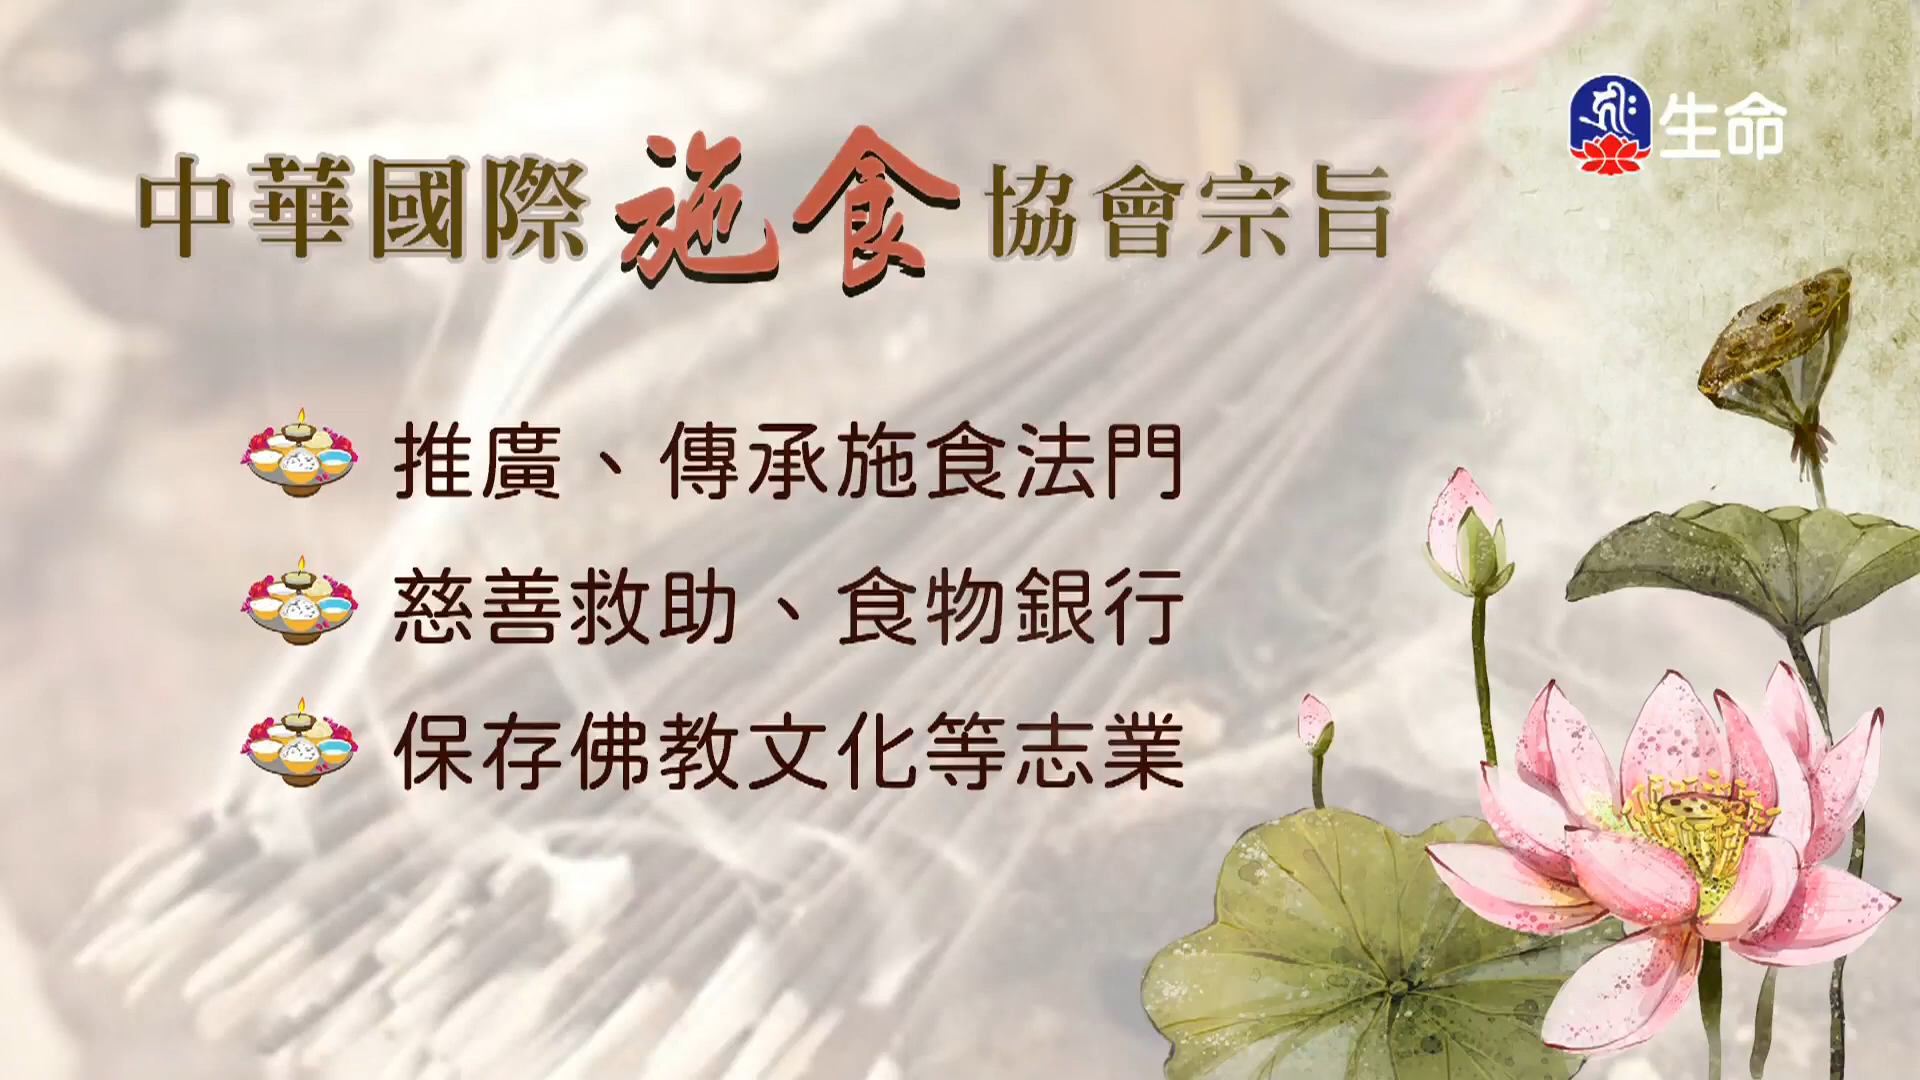 生命
中華國際施食協會宗旨
推廣、傳承施食法門
慈善救助、食物銀行
保存佛教文化等志業